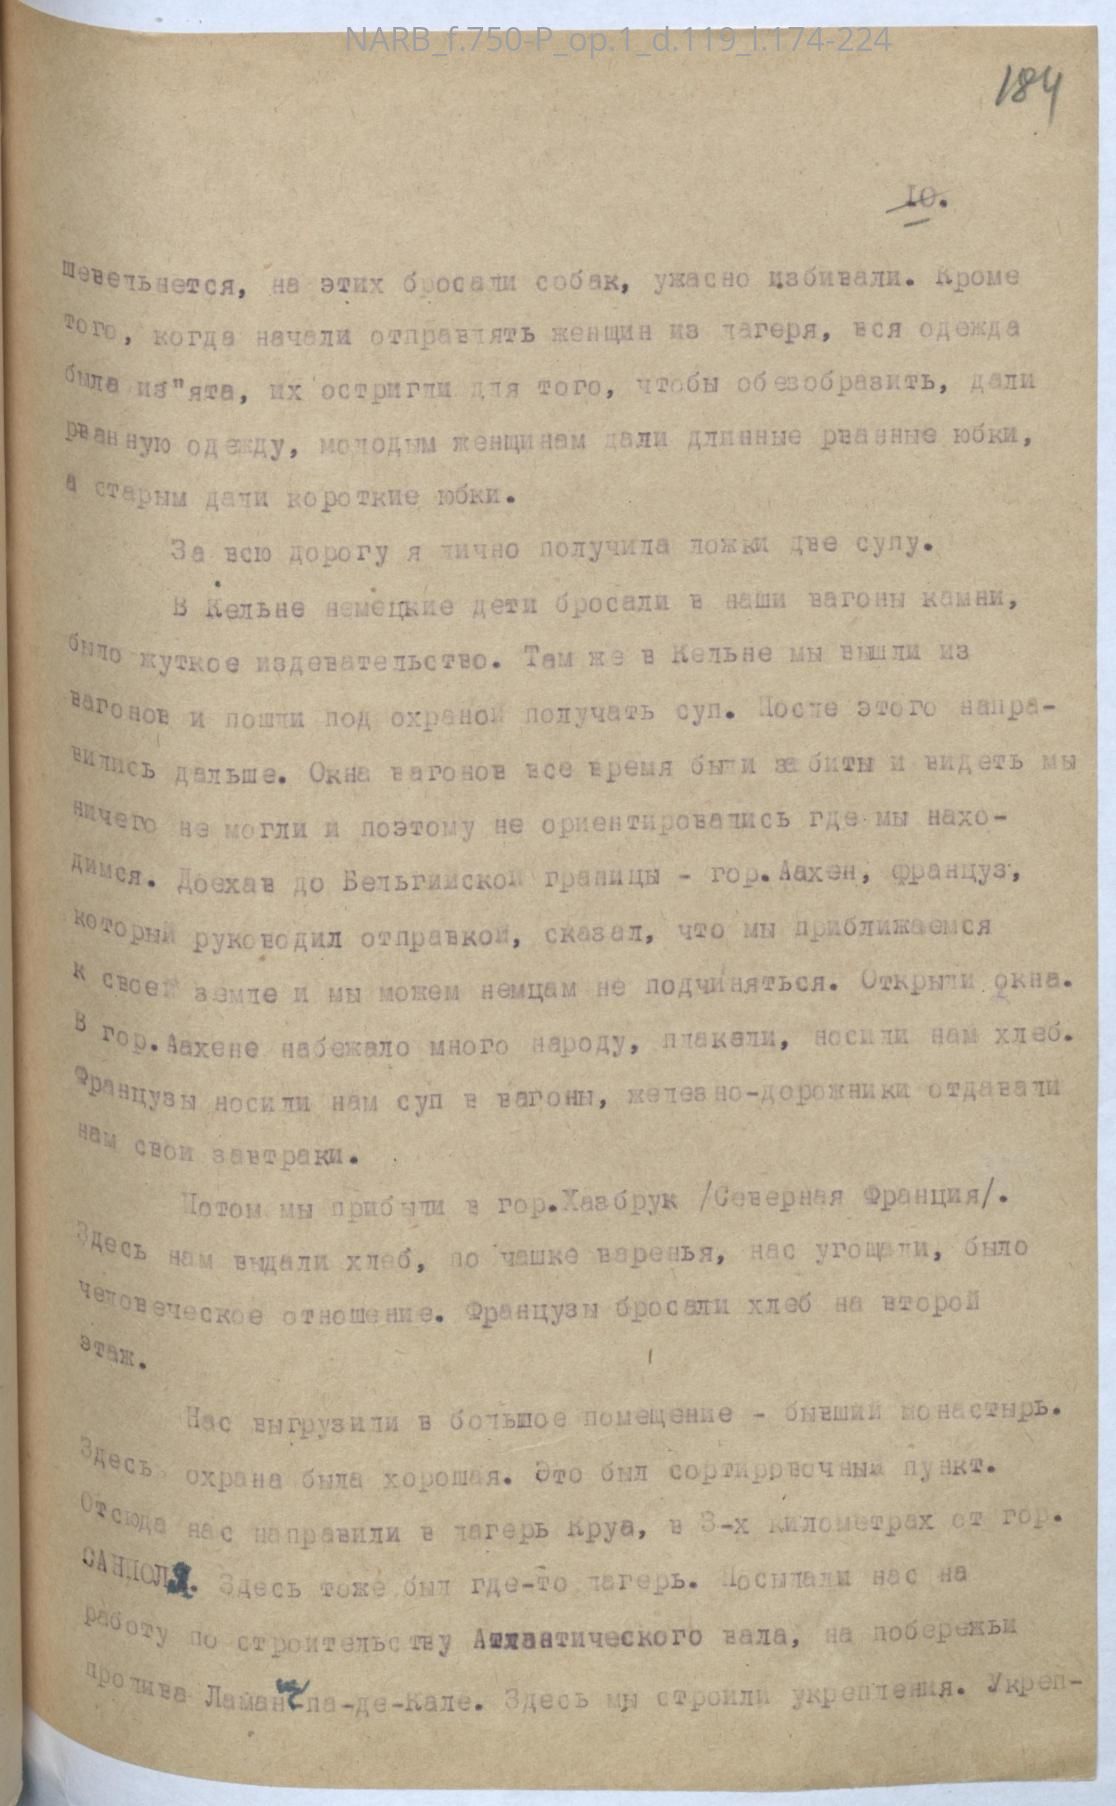 NARB_f.750-P_op.1_d.119_l.174-224
184
10.
шевельнется, на этих бросали собак, ужасно избивали. Кроме
того, когда начали отправлять женщин из лагеря, вся одежда
была из"ята, их остригли для того, чтобы обезобразить, дали
рванную одежду, молодым женщинам дали длинные рванные юбки,
а старым дали короткие юбки.
За всю дорогу я лично получила ложки две супу.
В Кельне немецкие дети бросали в наши вагоны камни,
было жуткое издевательство. Там же в Кельне мы вышли из
вагонов и пошли под охраной получать суп. После этого напра-
вились дальше. Окна вагонов все время были забиты и видеть мы
ничего не могли и поэтому не ориентировались где мы нахо-
димся. Доехав до Бельгийской границы - гор.Аахен, француз,
который руководил отправкой, сказал, что мы приближаемся
к своей земле и мы можем немцам не подчиняться. Открыли окна.
В гор.Аахене набежало много народу, плакали, носили нам хлеб.
Французы носили нам суп в вагоны, железно-дорожники отдавали
нам свои завтраки.
Потом мы прибыли в гор.Хазбрук /Северная Франция/.
Здесь нам выдали хлеб, по чашке варенья, нас угощали, было
человеческое отношение. Французы бросали хлеб на второй
этаж.
Нас выгрузили в большое помещение - бывший монастырь.
Здесь охрана была хорошая. Это был сортировочный пункт.
Отсюда нас направили в лагерь Круа, в 3-х километрах от гор.
САНПОЛЯ. Здесь тоже был где-то лагерь. Посылали нас на
работу по строительству Атлантического вала, на побережьи
пролива Ламанш па-де-Кале. Здесь мы строили укрепления. Укреп-